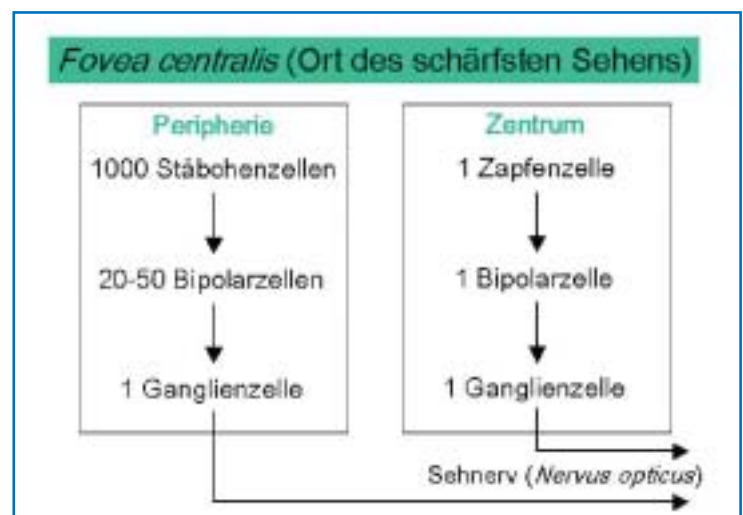 Fovea centralis (Ort des schärfsten Sehens)
Peripherie
1000 Stäbchenzellen
20-50 Bipolarzellen
1 Ganglienzelle
Zentrum
1 Zapfenzelle
1 Bipolarzelle
1 Ganglienzelle
Sehnerv (Nervus opticus)